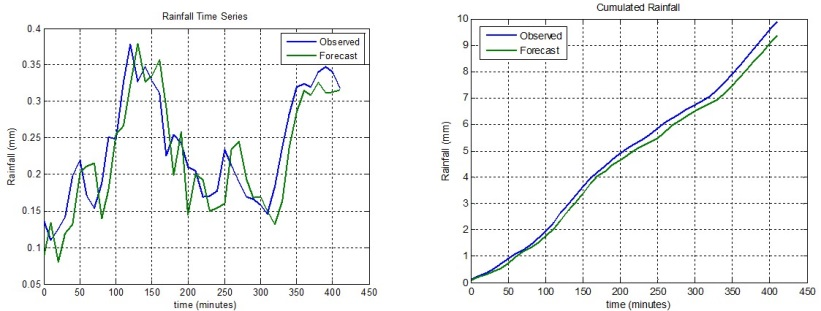 Rainfall Time Series
0.4
0.35
0.3
0.25
0.2
0.15
0.1
0.05
Rainfall (mm)
Observed
Forecast
0 50 100 150 200 250 300 350 400 450
time (minutes)
Cumulated Rainfall
10
9
8
7
6
5
4
3
2
1
0
Rainfall (mm)
Observed
Forecast
0 50 100 150 200 250 300 350 400 450
time (minutes)